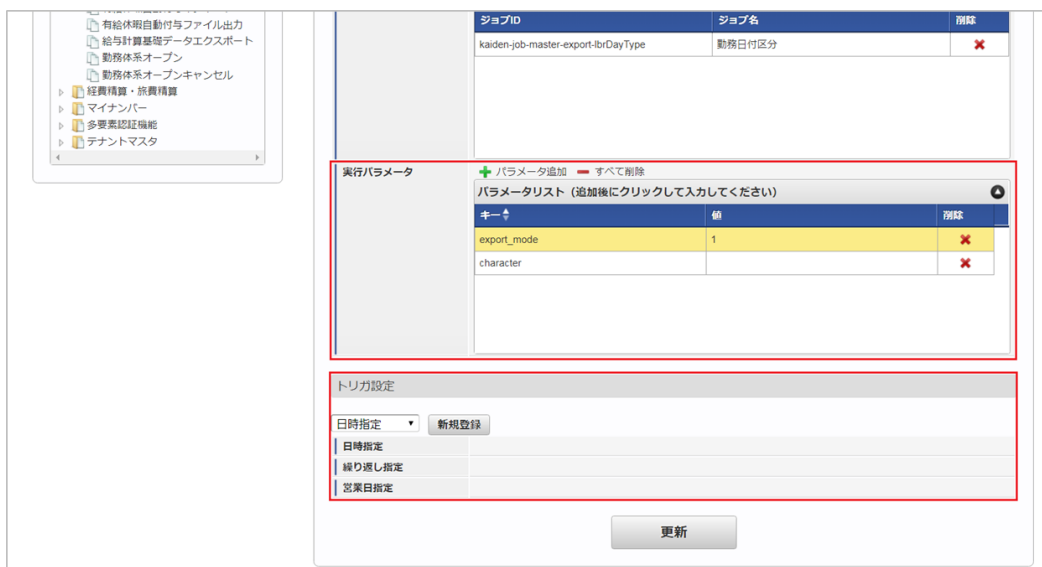 有給休暇自動付与ファイル出力
給与計算基礎データエクスポート
勤務体系オープン
勤務体系オープンキャンセル
経費精算・旅費精算
マイナンバー
多要素認証機能
テナントマスタ
ジョブID ジョブ名 削除
kaiden-job-master-export-lbrDayType 勤務日付区分
実行パラメータ パラメータ追加 すべて削除
パラメータリスト（追加後にクリックして入力してください）
キー 値 削除
export_mode 1
character
トリガ設定
日時指定 新規登録
日時指定
繰り返し指定
営業日指定
更新